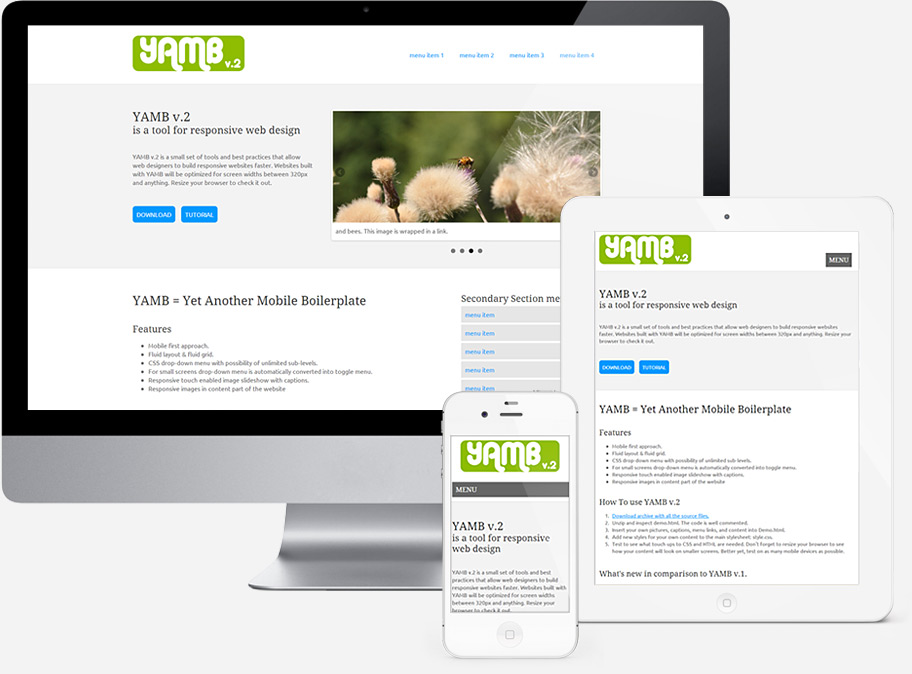 YAMB v.2
menu item 1 menu item 2 menu item 3 menu item 4
YAMB v.2
is a tool for responsive web design
YAMB v.2 is a small set of tools and best practices that allow
web designers to build responsive websites faster. Websites built
with YAMB will be optimized for screen widths between 320px
and anything. Resize your browser to check it out.
DOWNLOAD TUTORIAL
and bees. This image is wrapped in a link.
YAMB = Yet Another Mobile Boilerplate
Features
Mobile first approach.
Fluid layout & fluid grid.
CSS drop-down menu with possibility of unlimited sub-levels.
For small screens drop-down menu is automatically converted into toggle menu.
Responsive touch enabled image slideshow with captions.
Responsive images in content part of the website
Secondary Section me
menu item
menu item
menu item
menu item
menu item
YAMB v.2
MENU
YAMB v.2
is a tool for responsive web design
YAMB v.2 is a small set of tools and best practices that allow web designers to build responsive websites
faster. Websites built with YAMB will be optimized for screen widths between 320px and anything. Resize your
browser to check it out.
DOWNLOAD TUTORIAL
YAMB = Yet Another Mobile Boilerplate
Features
Mobile first approach.
Fluid layout & fluid grid.
CSS drop-down menu with possibility of unlimited sub-levels.
For small screens drop-down menu is automatically converted into toggle menu.
Responsive touch enabled image slideshow with captions.
Responsive images in content part of the website
How To use YAMB v.2
1. Download archive with all the source files.
2. Unzip and inspect demo.html. The code is well commented.
3. Insert your own pictures, captions, menu links, and content into Demo.html.
4. Add new styles for your own content to the main stylesheet: style.css.
5. Test to see what touch ups to CSS and HTML are needed. Don't forget to resize your browser to see
how your content will look on smaller screens. Better yet, test on as many mobile devices as possible.
What's new in comparison to YAMB v.1.
YAMB v.2
MENU
YAMB v.2
is a tool for responsive
web design
YAMB v.2 is a small set of tools and best
practices that allow web designers to build
responsive websites faster. Websites built with
YAMB will be optimized for screen widths
between 320px and anything. Resize your
browser to check it out.